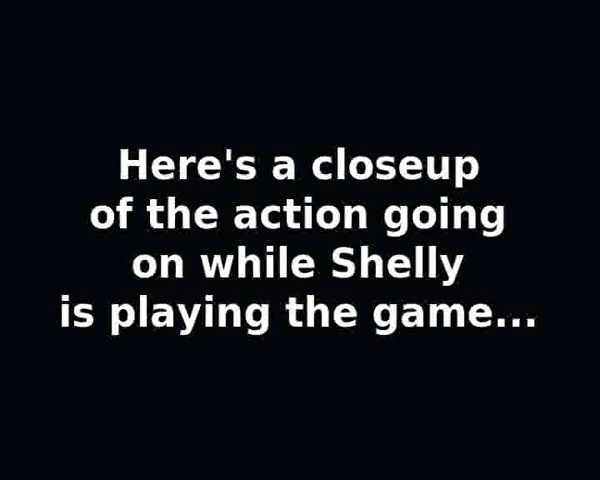 Here's a closeup
of the action going
on while Shelly
is playing the game...